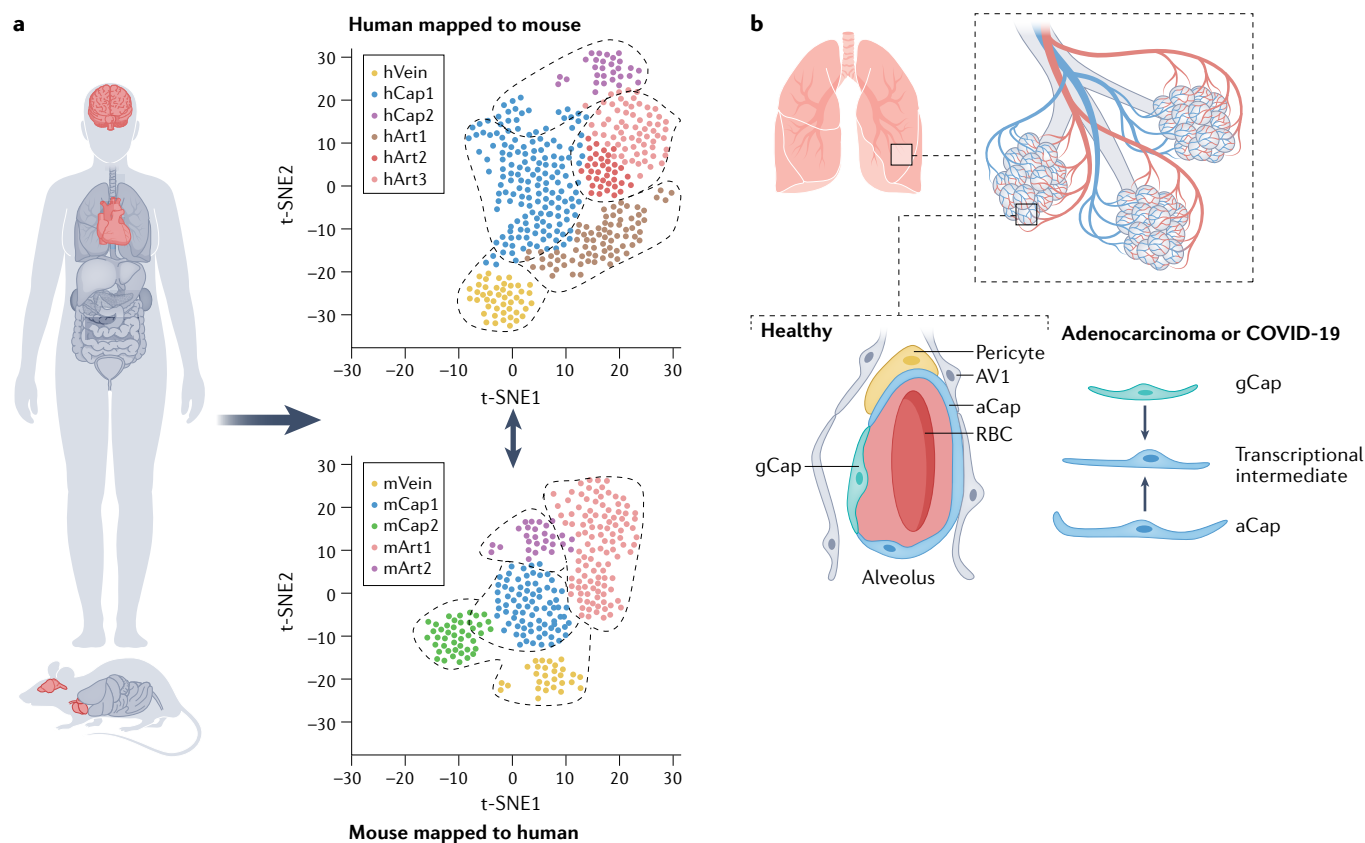 a
Human mapped to mouse
hVein
hCap1
hCap2
hArt1
hArt2
hArt3
t-SNE2
30
20
10
0
−10
−20
−30
−30
−20
−10
0
10
20
30
t-SNE1
mVein
mCap1
mCap2
mArt1
mArt2
t-SNE2
30
20
10
0
−10
−20
−30
−30
−20
−10
0
10
20
30
t-SNE1
Mouse mapped to human
b
Healthy
Pericyte
AV1
aCap
RBC
gCap
Alveolus
Adenocarcinoma or COVID-19
gCap
Transcriptional
intermediate
aCap